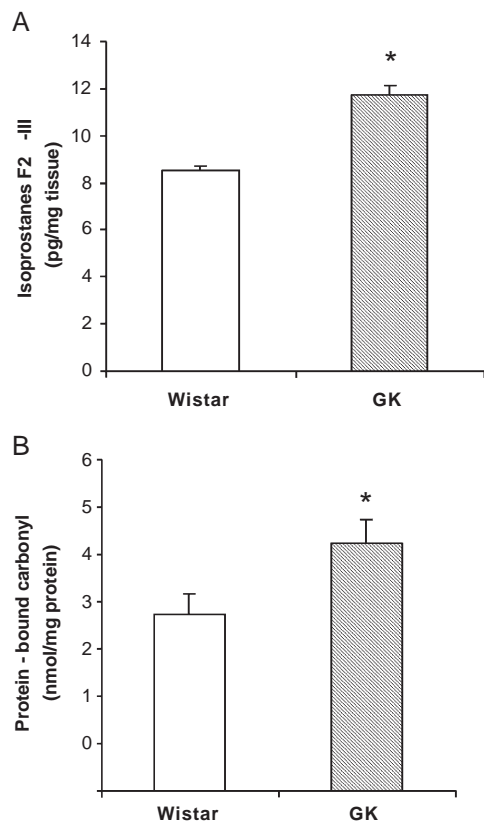 A
14
12
10
8
6
4
2
0
Isoprostanes F2 -III
(pg/mg tissue)
*
Wistar GK
B
6
5
4
3
2
1
0
Protein - bound carbonyl
(nmol/mg protein)
*
Wistar GK